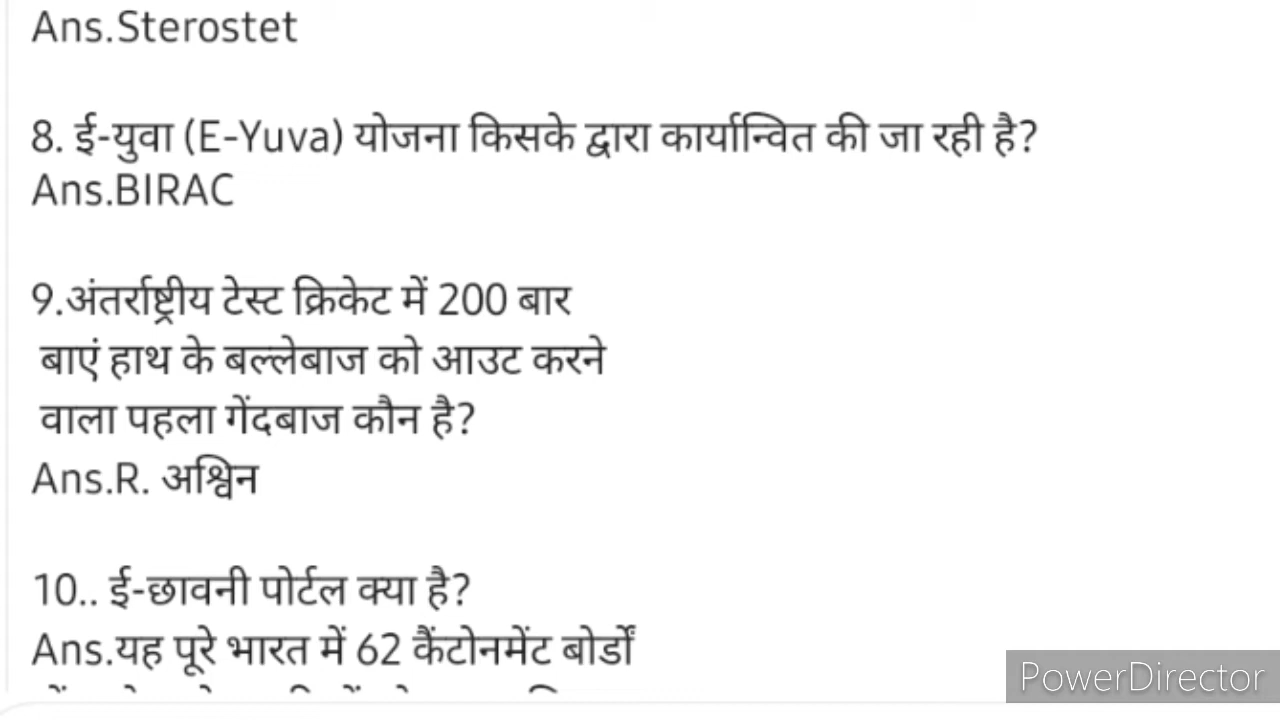 Ans.Sterostet
8. ई-युवा (E-Yuva) योजना किसके द्वारा कार्यान्वित की जा रही है?
Ans.BIRAC
9.अंतर्राष्ट्रीय टेस्ट क्रिकेट में 200 बार
बाएं हाथ के बल्लेबाज को आउट करने
वाला पहला गेंदबाज कौन है?
Ans.R. अश्विन
10.. ई-छावनी पोर्टल क्या है?
Ans.यह पूरे भारत में 62 कैंटोनमेंट बोर्डों
PowerDirector